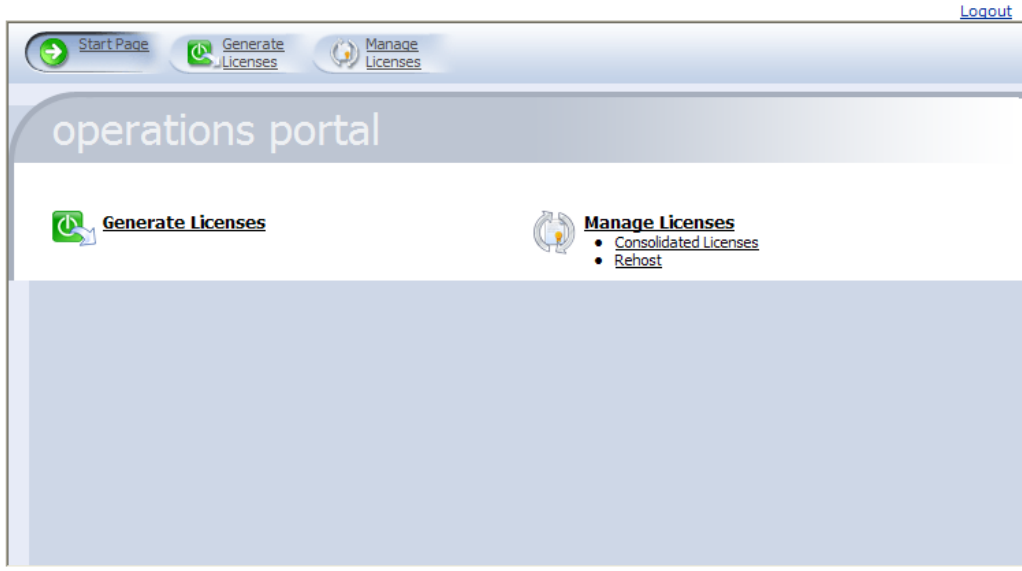 Logout
Start Page
Generate
Licenses
Manage
Licenses
operations portal
Generate Licenses
Manage Licenses
• Consolidated Licenses
• Rehost